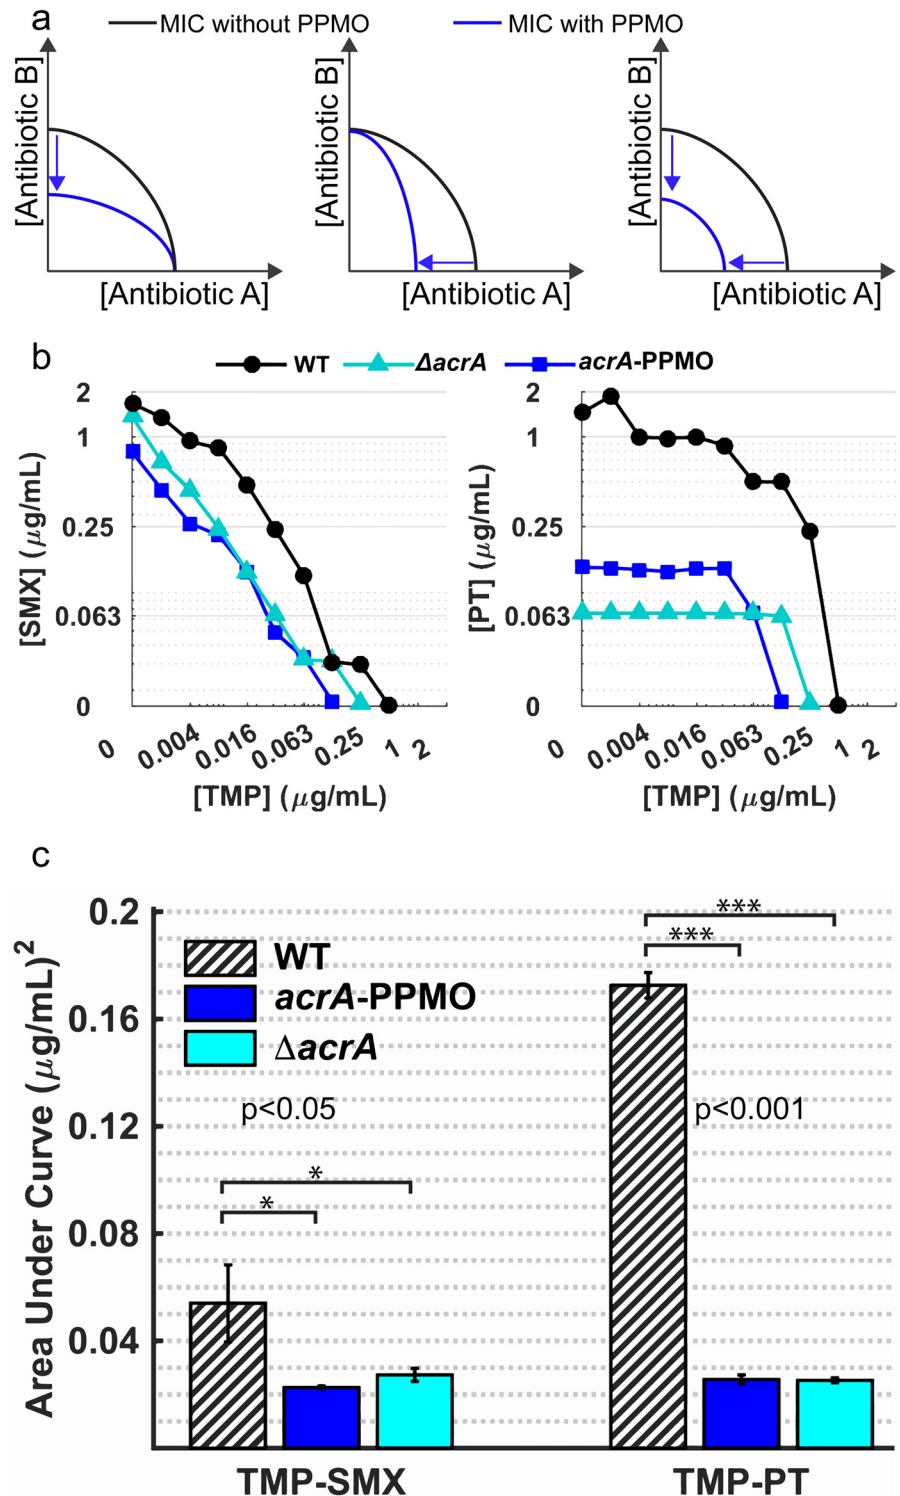 a
MIC without PPMO
MIC with PPMO
[Antibiotic B]
[Antibiotic A]
[Antibiotic B]
[Antibiotic A]
[Antibiotic B]
[Antibiotic A]
b
WT
ΔacrA
acrA-PPMO
[SMX] (μg/mL)
2
1
0.25
0.063
0
0
0.004
0.016
0.063
0.25
1
2
[TMP] (μg/mL)
[PT] (μg/mL)
2
1
0.25
0.063
0
0
0.004
0.016
0.063
0.25
1
2
[TMP] (μg/mL)
c
Area Under Curve (μg/mL)²
0.2
0.16
0.12
0.08
0.04
WT
acrA-PPMO
ΔacrA
p<0.05
*
*
***
***
p<0.001
TMP-SMX
TMP-PT